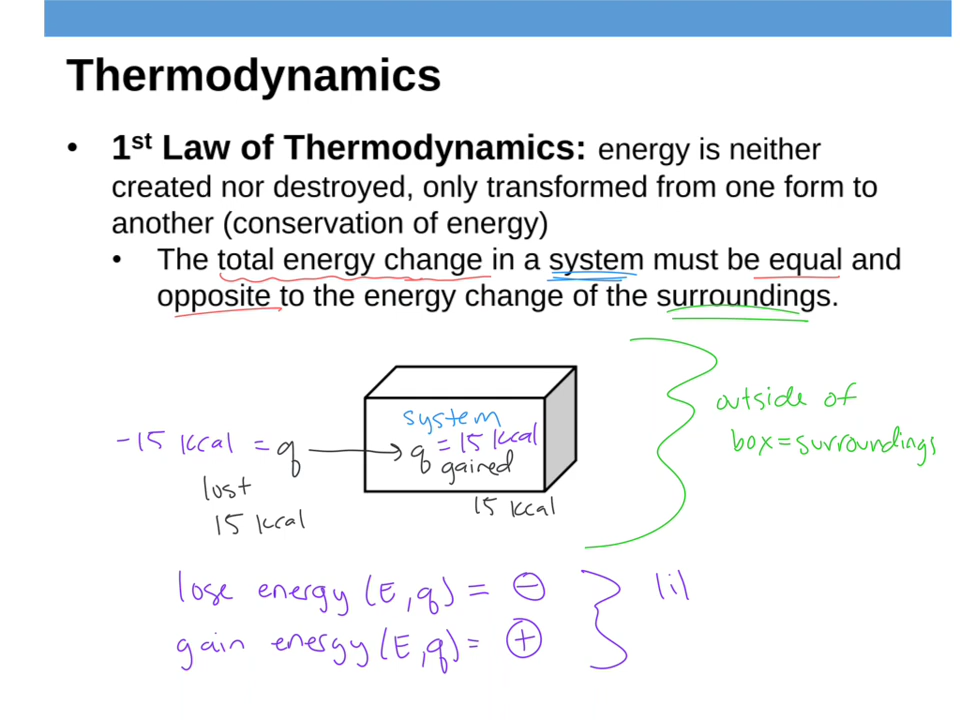 Thermodynamics
• 1st Law of Thermodynamics: energy is neither
created nor destroyed, only transformed from one form to
another (conservation of energy)
• The total energy change in a system must be equal and
opposite to the energy change of the surroundings.
system
-15 kcal = q → q = 15 kcal
gained
lost
15 kcal
15 kcal
outside of
box = surroundings
lose energy (E, q) = ⊖
gain energy (E, q) = ⊕
lil